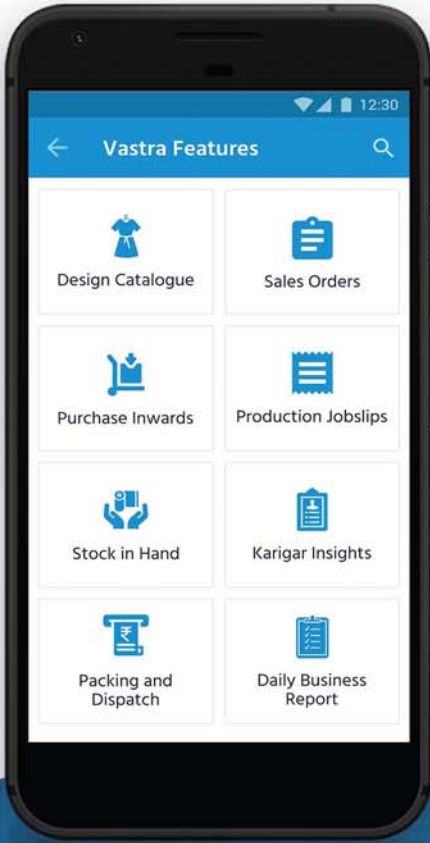 12:30
Vastra Features
Design Catalogue
Sales Orders
Purchase Inwards
Production Jobslips
Stock in Hand
Karigar Insights
₹
Packing and
Dispatch
Daily Business
Report